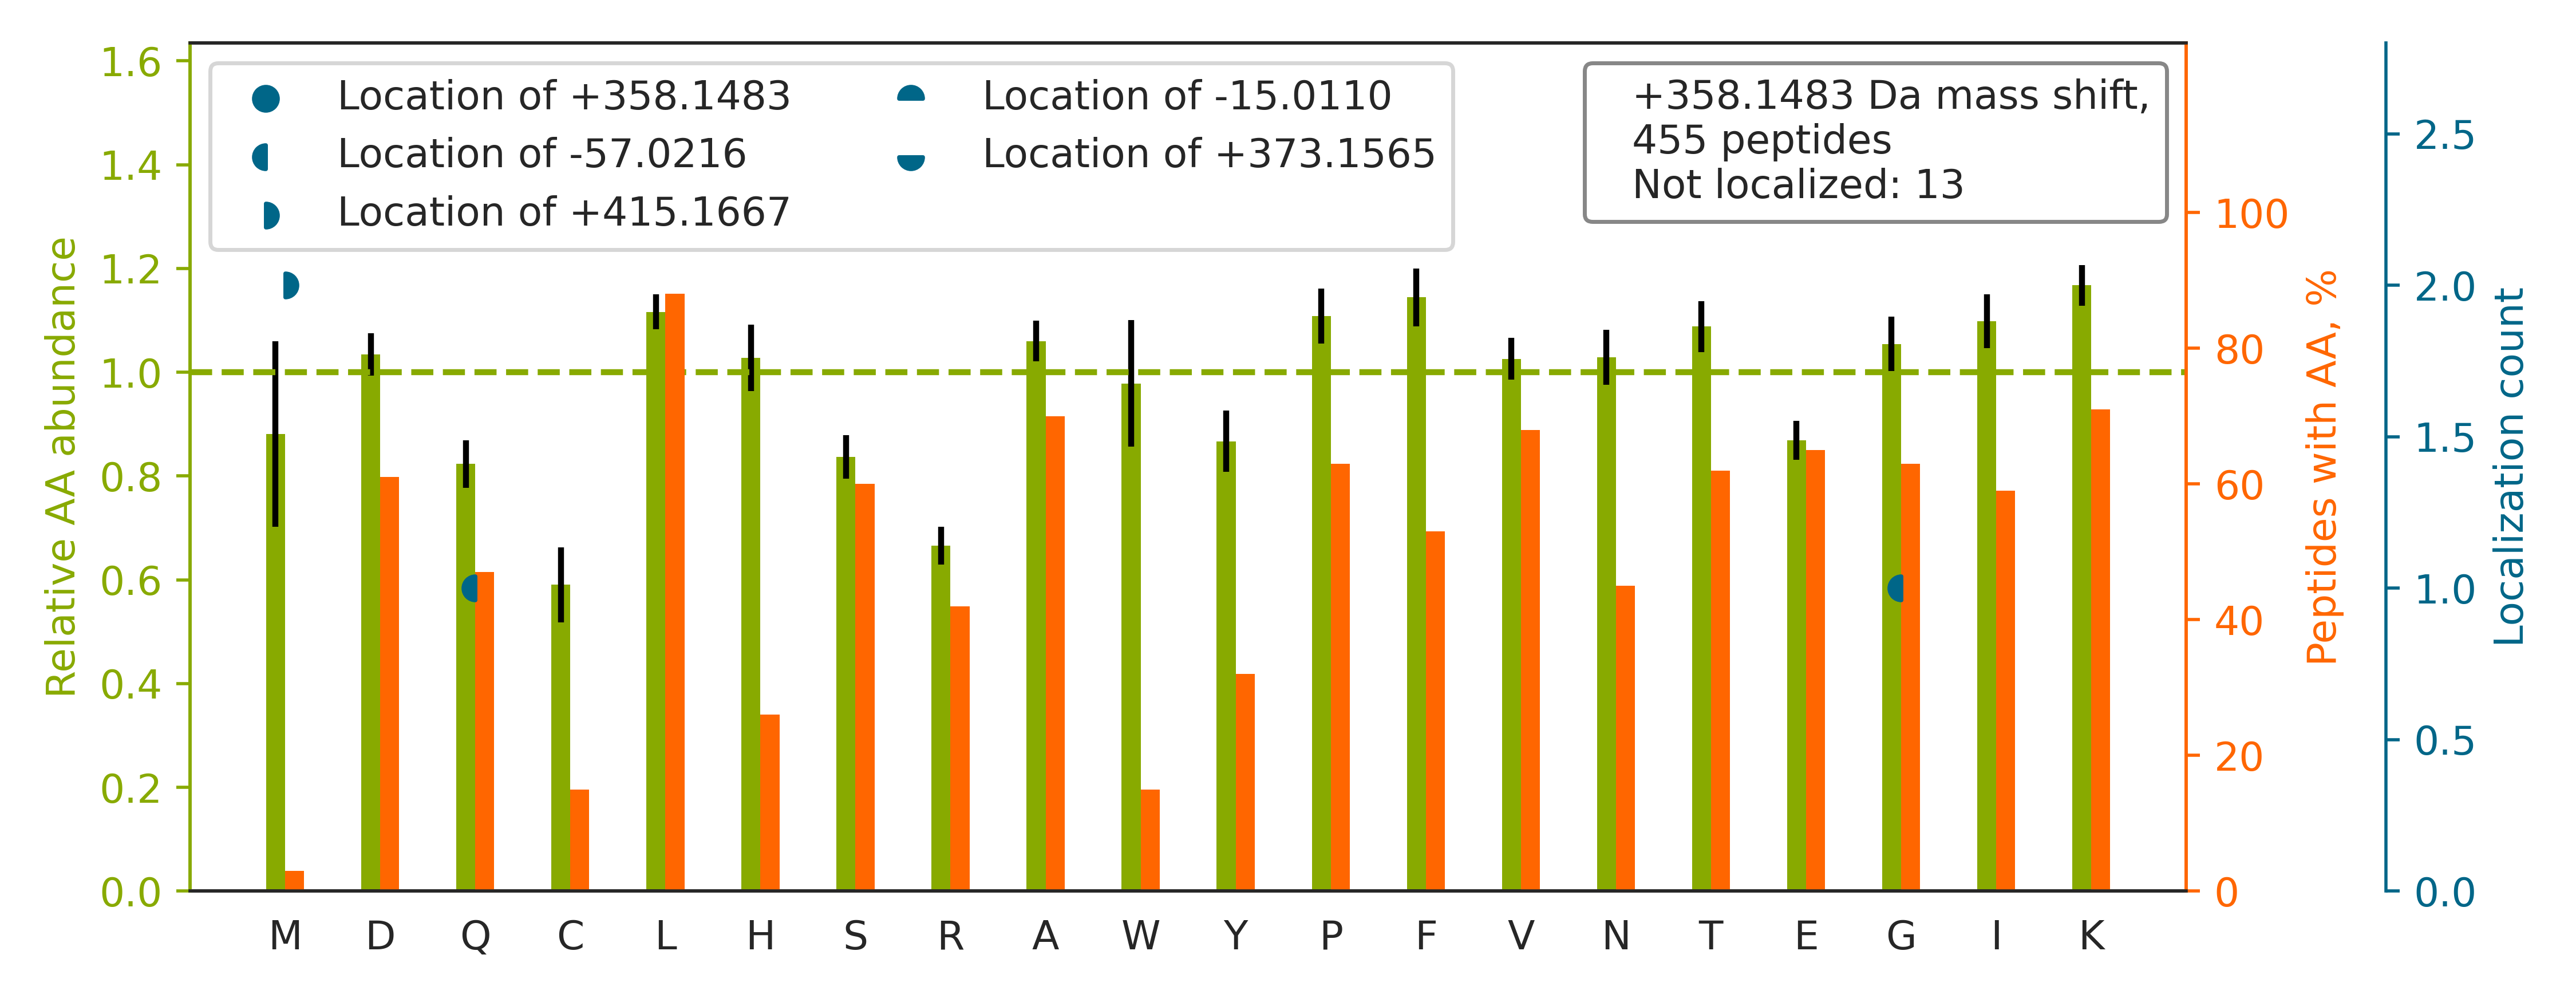 Location of +358.1483
Location of -57.0216
Location of +415.1667
Location of -15.0110
Location of +373.1565
+358.1483 Da mass shift,
455 peptides
Not localized: 13
Relative AA abundance
1.6
1.4
1.2
1.0
0.8
0.6
0.4
0.2
0.0
Peptides with AA, %
100
80
60
40
20
0
Localization count
2.5
2.0
1.5
1.0
0.5
0.0
M D Q C L H S R A W Y P F V N T E G I K